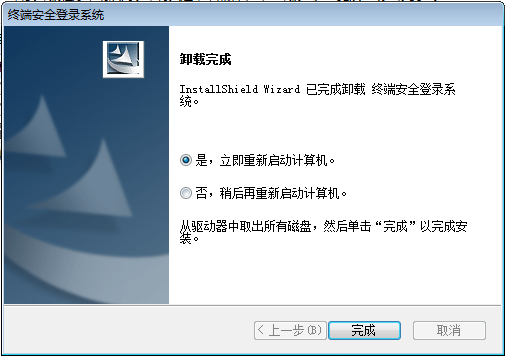 终端安全登录系统
卸载完成
InstallShield Wizard 已完成卸载 终端安全登录系
统。
是，立即重新启动计算机。
否，稍后再重新启动计算机。
从驱动器中取出所有磁盘，然后单击“完成”以完成安
装。
< 上一步(B)
完成
取消